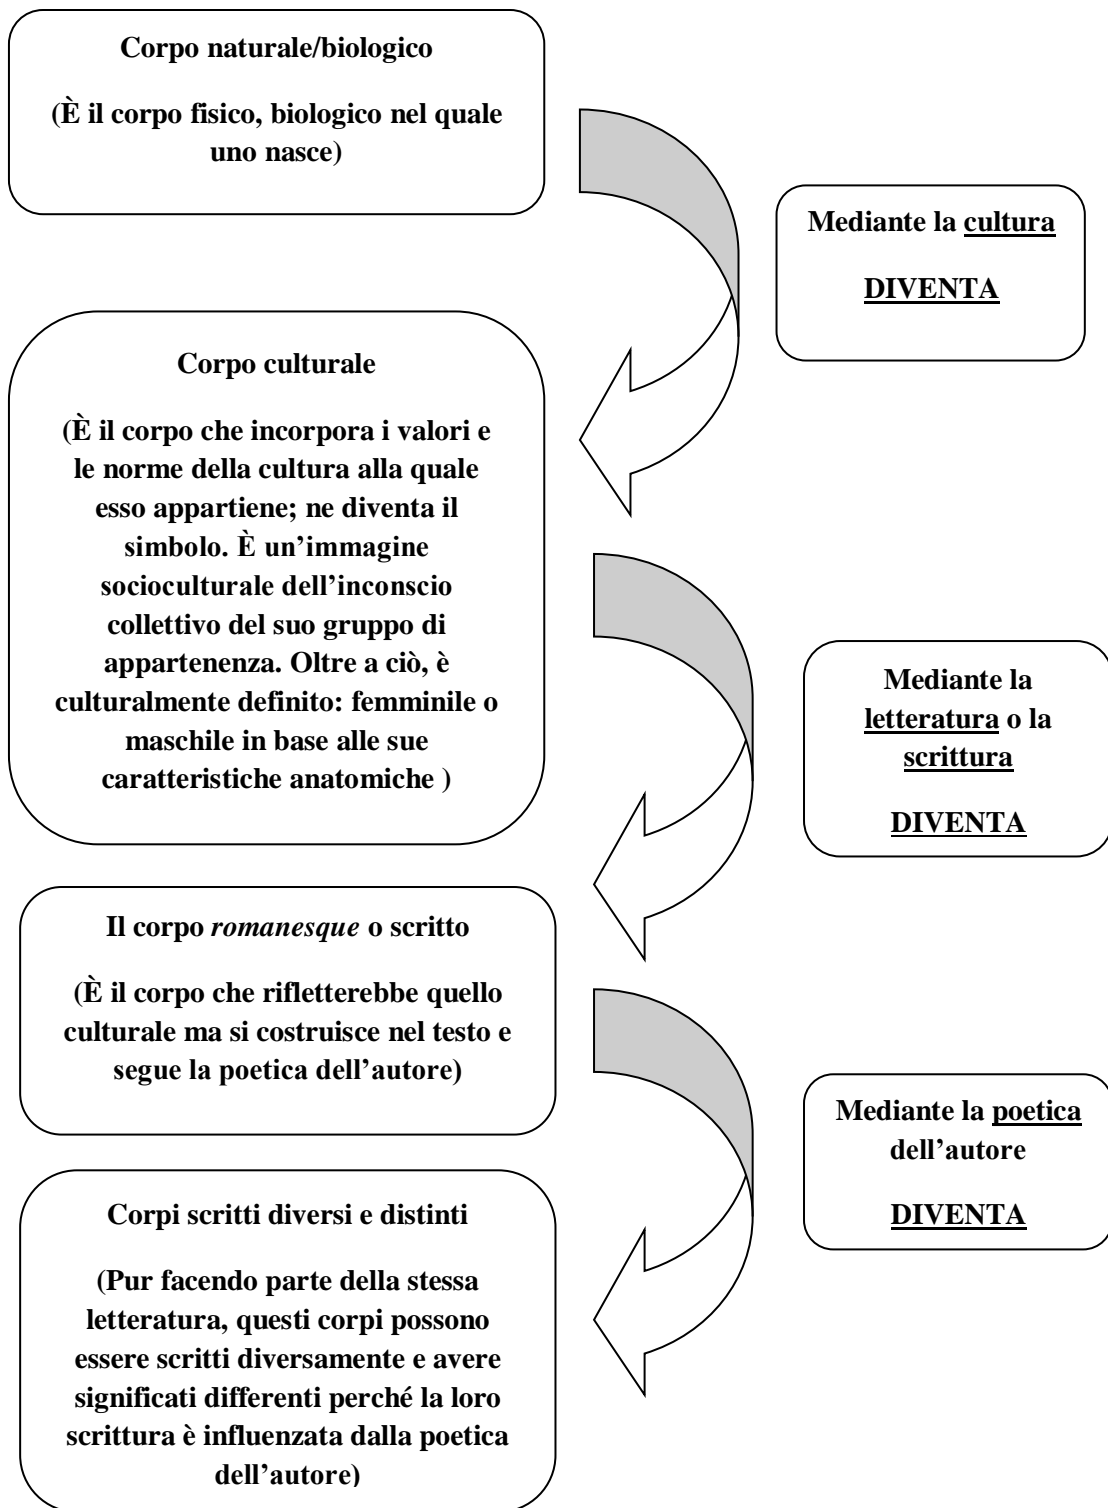 Corpo naturale/biologico
(È il corpo fisico, biologico nel quale
uno nasce)
Mediante la cultura
DIVENTA
Corpo culturale
(È il corpo che incorpora i valori e
le norme della cultura alla quale
esso appartiene; ne diventa il
simbolo. È un’immagine
socioculturale dell’inconscio
collettivo del suo gruppo di
appartenenza. Oltre a ciò, è
culturalmente definito: femminile o
maschile in base alle sue
caratteristiche anatomiche )
Mediante la
letteratura o la
scrittura
DIVENTA
Il corpo romanesque o scritto
(È il corpo che rifletterebbe quello
culturale ma si costruisce nel testo e
segue la poetica dell’autore)
Mediante la poetica
dell’autore
DIVENTA
Corpi scritti diversi e distinti
(Pur facendo parte della stessa
letteratura, questi corpi possono
essere scritti diversamente e avere
significati differenti perché la loro
scrittura è influenzata dalla poetica
dell’autore)